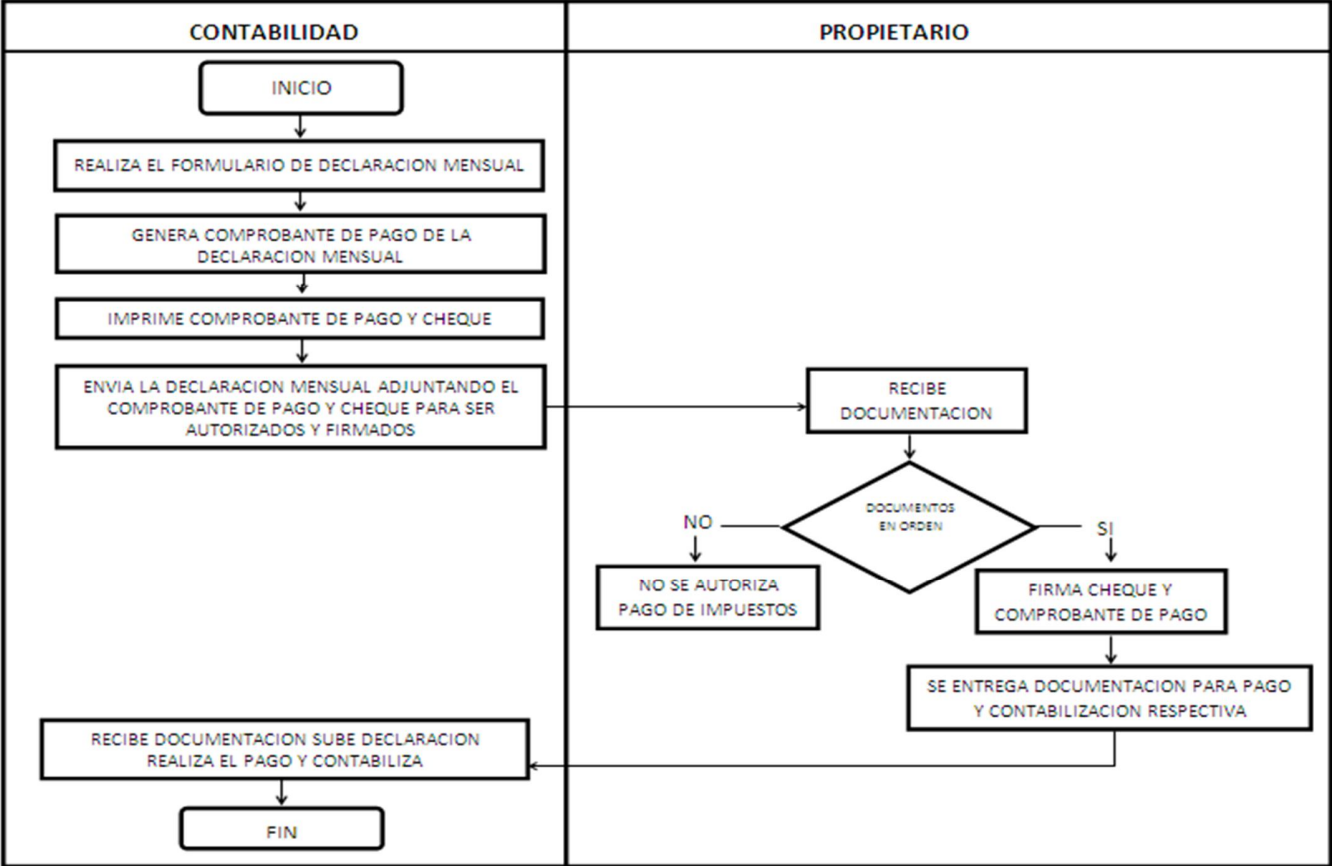 CONTABILIDAD
PROPIETARIO
INICIO
REALIZA EL FORMULARIO DE DECLARACION MENSUAL
GENERA COMPROBANTE DE PAGO DE LA
DECLARACION MENSUAL
IMPRIME COMPROBANTE DE PAGO Y CHEQUE
ENVIA LA DECLARACION MENSUAL ADJUNTANDO EL
COMPROBANTE DE PAGO Y CHEQUE PARA SER
AUTORIZADOS Y FIRMADOS
RECIBE
DOCUMENTACION
DOCUMENTOS
EN ORDEN
NO
SI
NO SE AUTORIZA
PAGO DE IMPUESTOS
FIRMA CHEQUE Y
COMPROBANTE DE PAGO
SE ENTREGA DOCUMENTACION PARA PAGO
Y CONTABILIZACION RESPECTIVA
RECIBE DOCUMENTACION SUBE DECLARACION
REALIZA EL PAGO Y CONTABILIZA
FIN